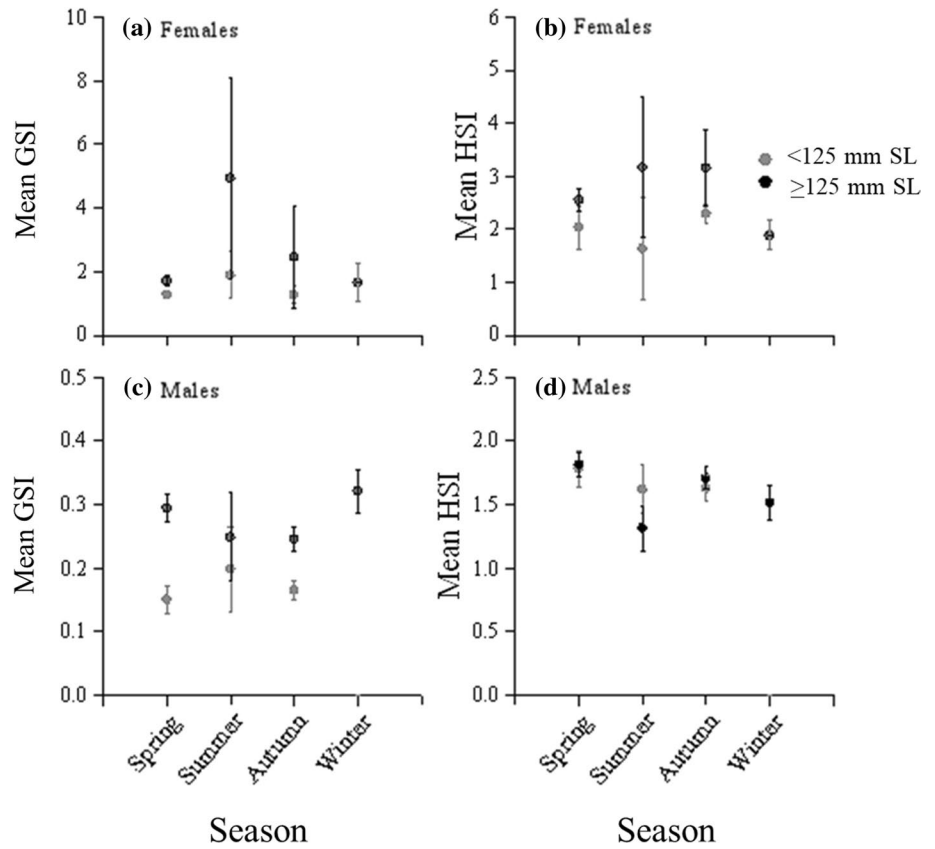 (a) Females
10
8
6
4
2
0
Mean GSI
(b) Females
6
5
4
3
2
1
0
Mean HSI
<125 mm SL
≥125 mm SL
(c) Males
0.5
0.4
0.3
0.2
0.1
0.0
Mean GSI
Spring
Summer
Autumn
Winter
Season
(d) Males
2.5
2.0
1.5
1.0
0.5
0.0
Mean HSI
Spring
Summer
Autumn
Winter
Season